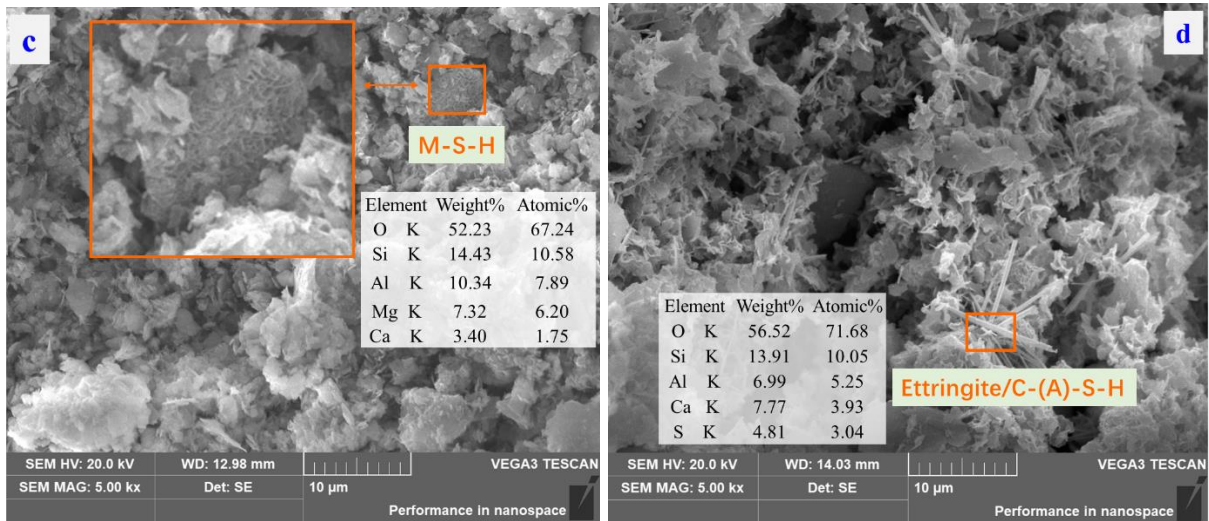 c
M-S-H
Element Weight% Atomic%
O K 52.23 67.24
Si K 14.43 10.58
Al K 10.34 7.89
Mg K 7.32 6.20
Ca K 3.40 1.75
SEM HV: 20.0 kV WD: 12.98 mm VEGA3 TESCAN
SEM MAG: 5.00 kx Det: SE 10 μm
Performance in nanospace
d
Element Weight% Atomic%
O K 56.52 71.68
Si K 13.91 10.05
Al K 6.99 5.25
Ca K 7.77 3.93
S K 4.81 3.04
Ettringite/C-(A)-S-H
SEM HV: 20.0 kV WD: 14.03 mm VEGA3 TESCAN
SEM MAG: 5.00 kx Det: SE 10 μm
Performance in nanospace